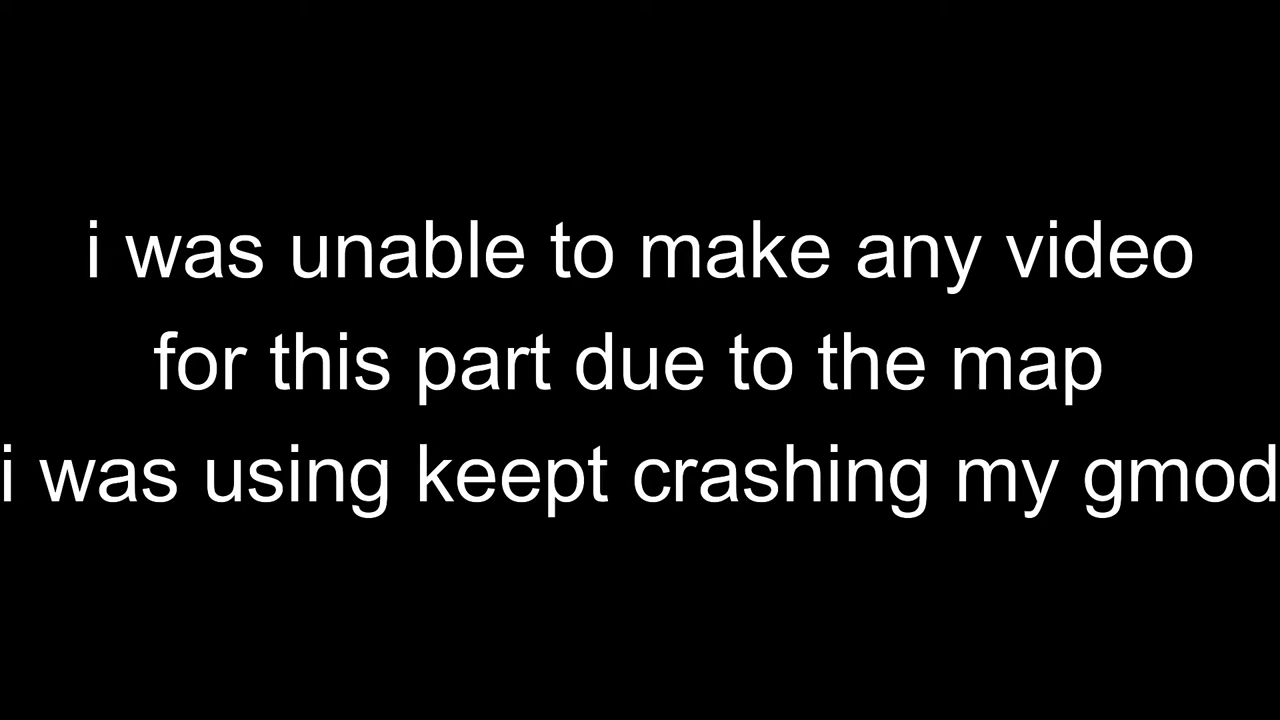 i was unable to make any video
for this part due to the map
i was using keept crashing my gmod